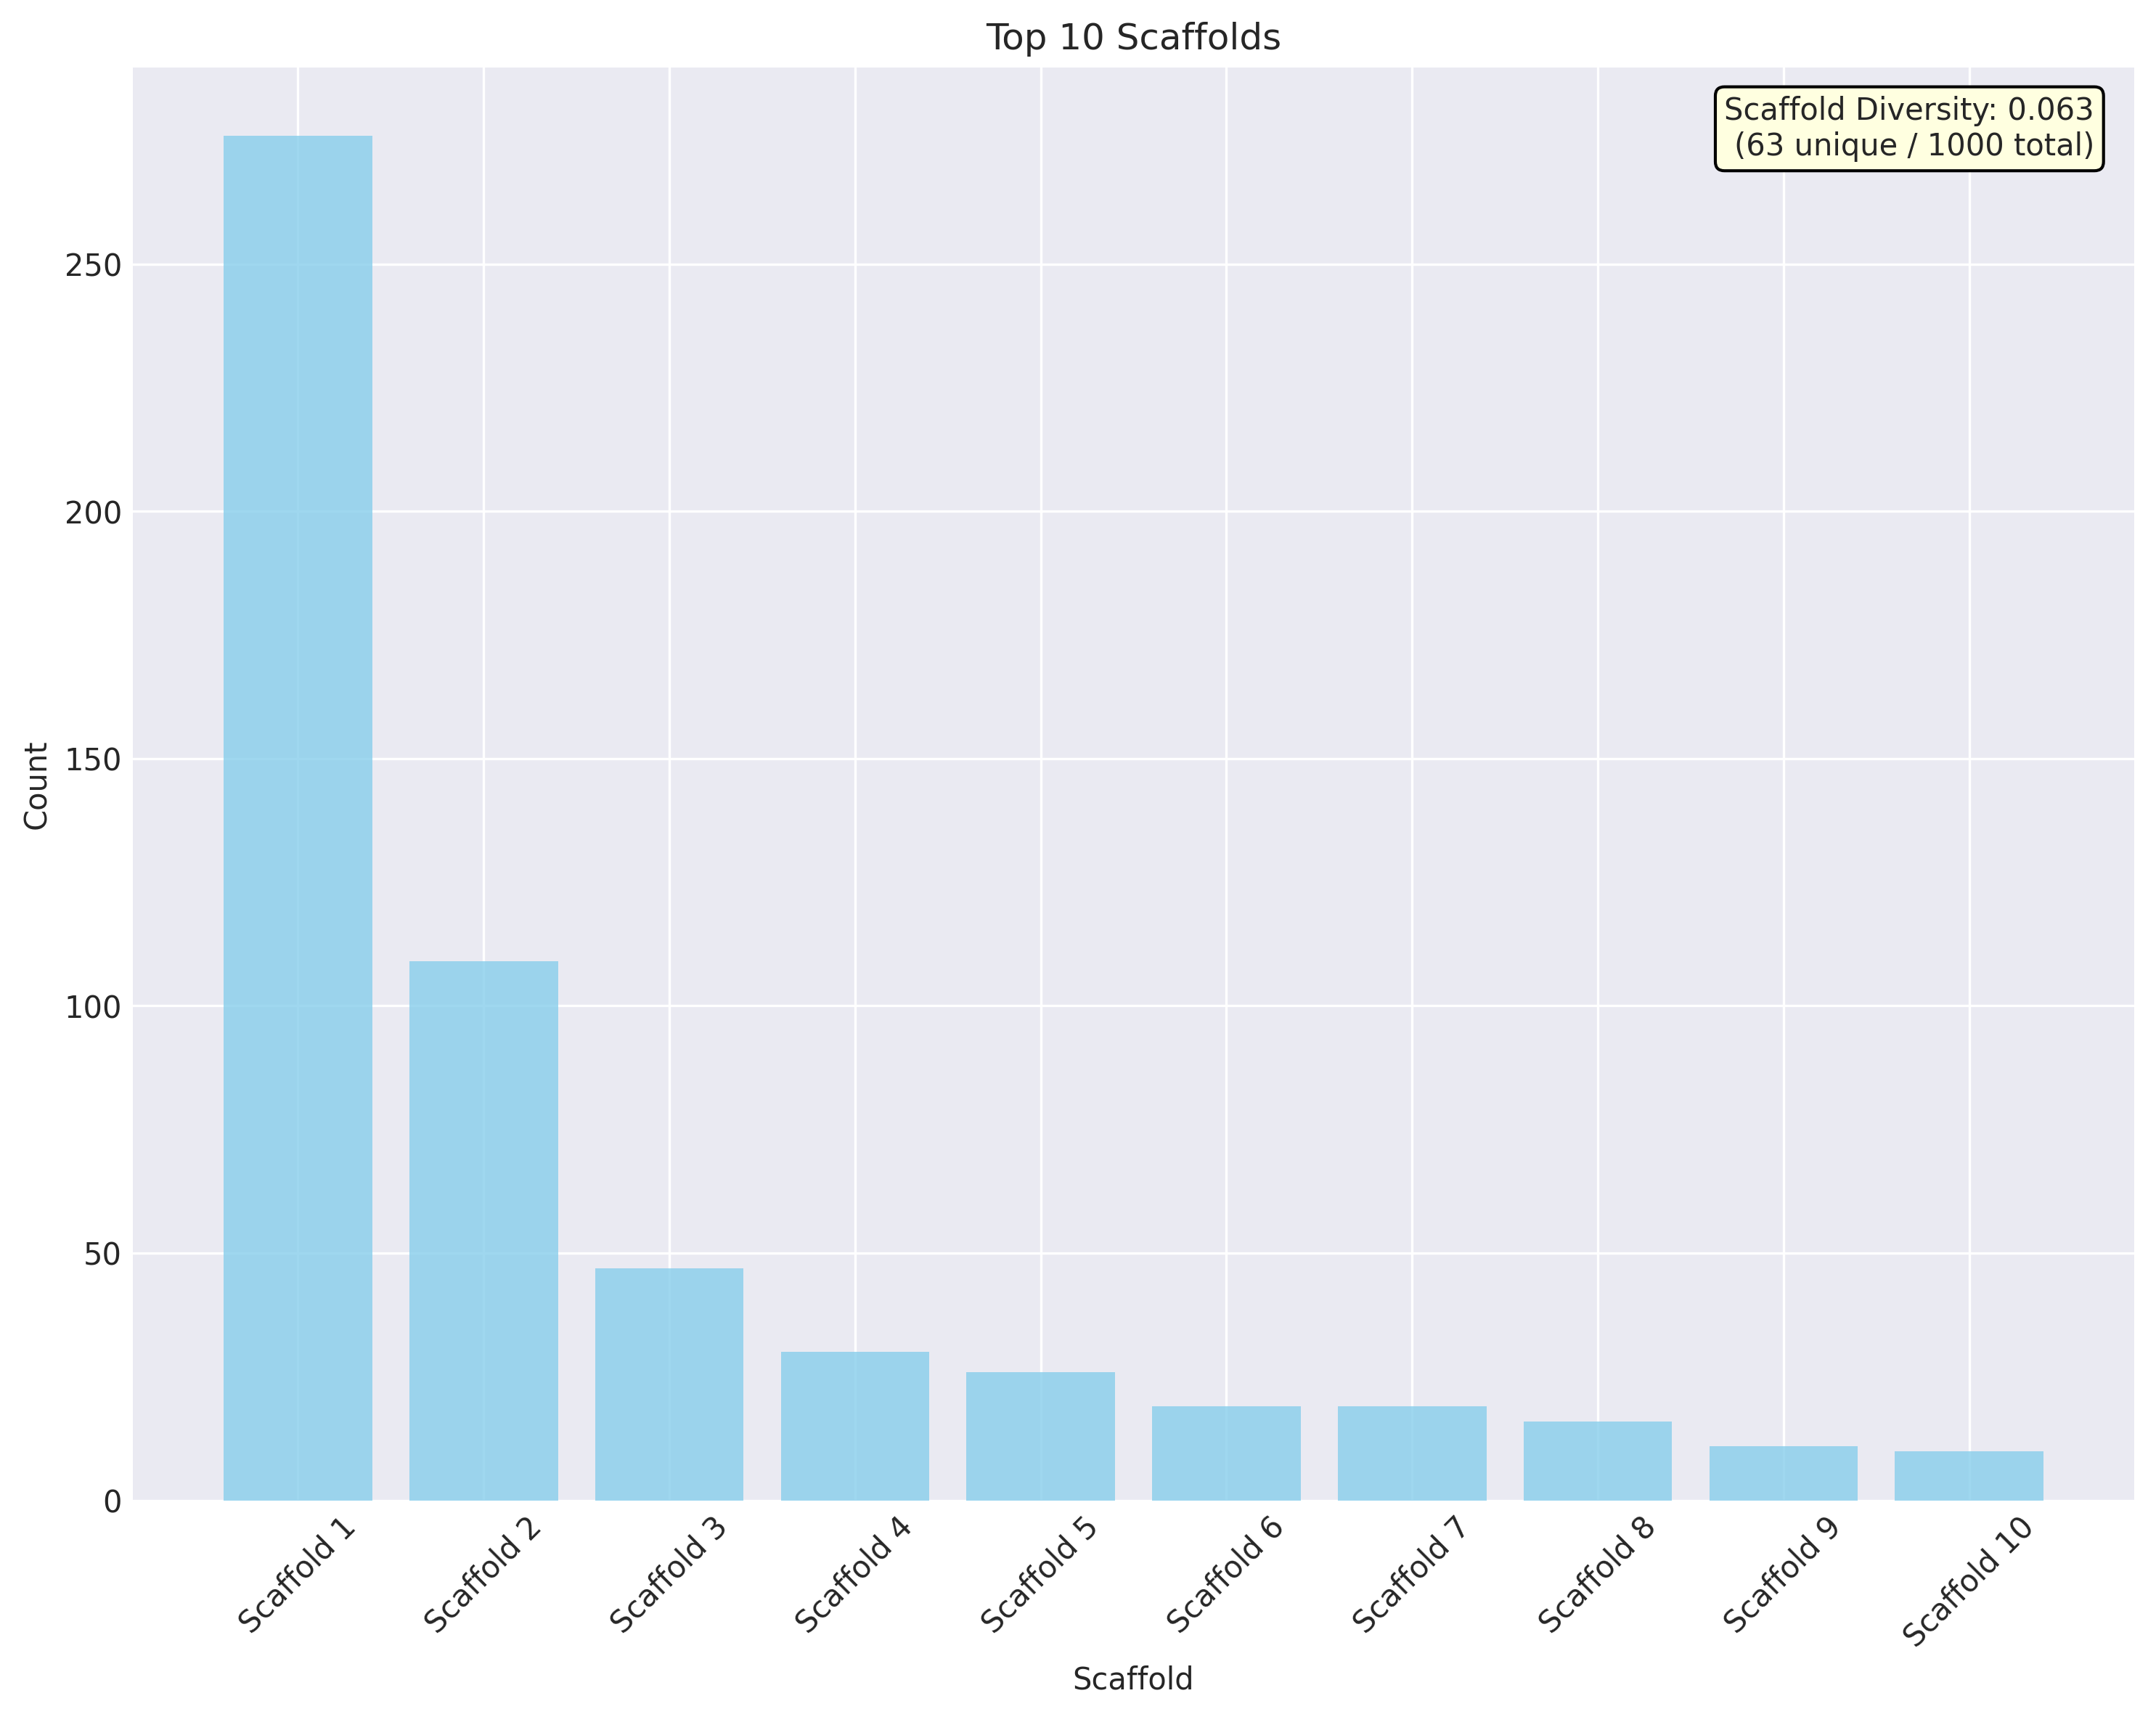 Top 10 Scaffolds
Scaffold Diversity: 0.063
(63 unique / 1000 total)
Count
250
200
150
100
50
0
Scaffold 1
Scaffold 2
Scaffold 3
Scaffold 4
Scaffold 5
Scaffold 6
Scaffold 7
Scaffold 8
Scaffold 9
Scaffold 10
Scaffold